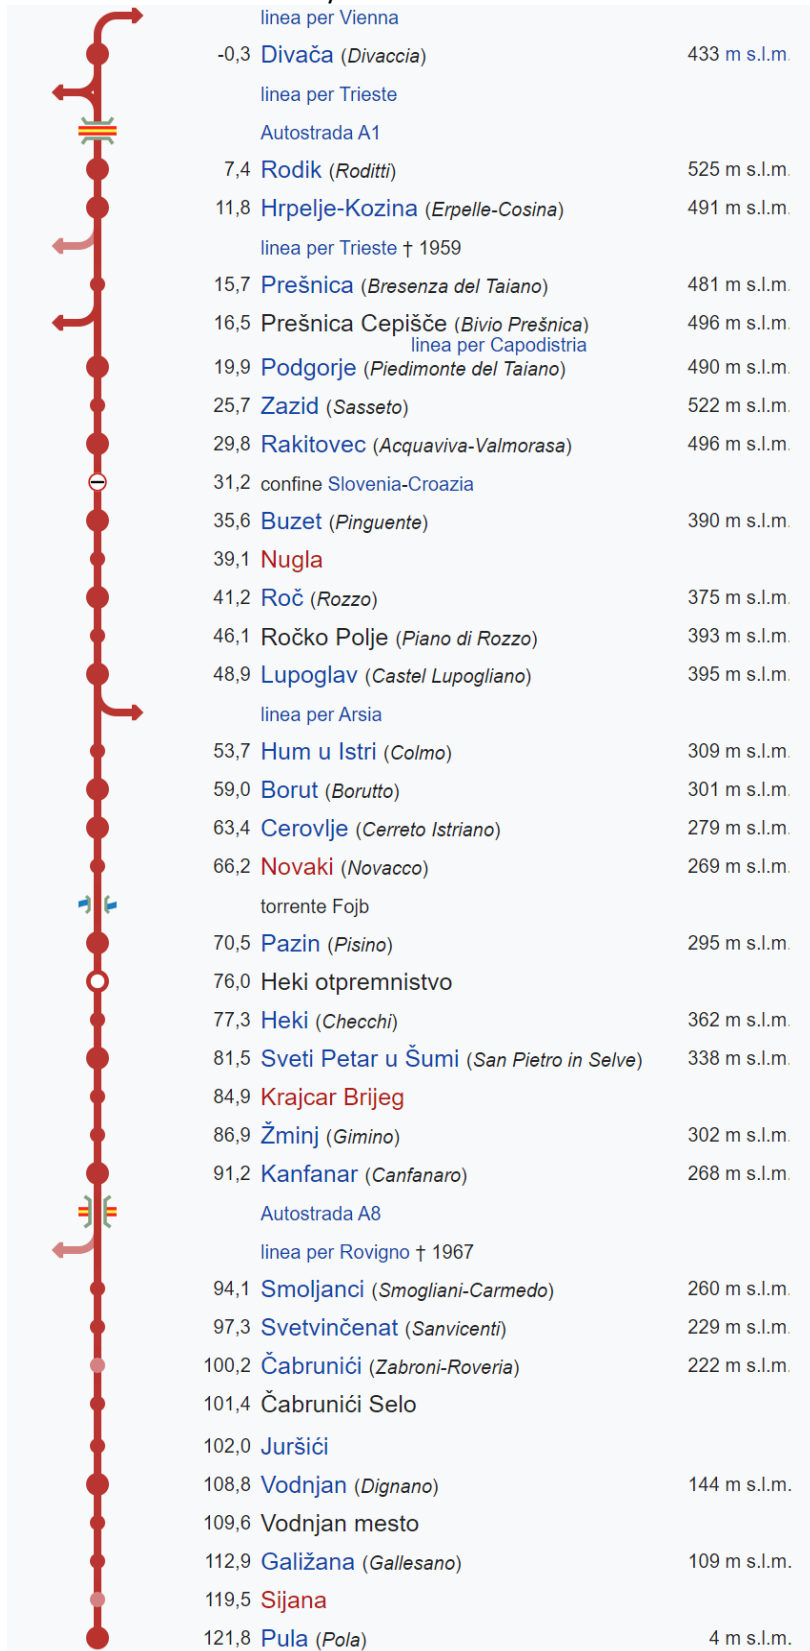 linea per Vienna
-0,3 Divača (Divaccia) 433 m s.l.m.
linea per Trieste
Autostrada A1
7,4 Rodik (Roditti) 525 m s.l.m.
11,8 Hrpelje-Kozina (Erpelle-Cosina) 491 m s.l.m.
linea per Trieste † 1959
15,7 Prešnica (Bresenza del Taiano) 481 m s.l.m.
16,5 Prešnica Cepišče (Bivio Prešnica) 496 m s.l.m.
linea per Capodistria
19,9 Podgorje (Piedimonte del Taiano) 490 m s.l.m.
25,7 Zazid (Sasseto) 522 m s.l.m.
29,8 Rakitovec (Acquaviva-Valmorasa) 496 m s.l.m.
31,2 confine Slovenia-Croazia
35,6 Buzet (Pinguente) 390 m s.l.m.
39,1 Nugla
41,2 Roč (Rozzo) 375 m s.l.m.
46,1 Ročko Polje (Piano di Rozzo) 393 m s.l.m.
48,9 Lupoglav (Castel Lupogliano) 395 m s.l.m.
linea per Arsia
53,7 Hum u Istri (Colmo) 309 m s.l.m.
59,0 Borut (Borutto) 301 m s.l.m.
63,4 Cerovlje (Cerreto Istriano) 279 m s.l.m.
66,2 Novaki (Novacco) 269 m s.l.m.
torrente Fojb
70,5 Pazin (Pisino) 295 m s.l.m.
76,0 Heki otpremnistvo
77,3 Heki (Checchi) 362 m s.l.m.
81,5 Sveti Petar u Šumi (San Pietro in Selve) 338 m s.l.m.
84,9 Krajcar Brijeg
86,9 Žminj (Gimino) 302 m s.l.m.
91,2 Kanfanar (Canfanaro) 268 m s.l.m.
Autostrada A8
linea per Rovigno † 1967
94,1 Smoljanci (Smogliani-Carmedo) 260 m s.l.m.
97,3 Svetvinčenat (Sanvicenti) 229 m s.l.m.
100,2 Čabrunići (Zabroni-Roveria) 222 m s.l.m.
101,4 Čabrunići Selo
102,0 Juršići
108,8 Vodnjan (Dignano) 144 m s.l.m.
109,6 Vodnjan mesto
112,9 Galižana (Gallesano) 109 m s.l.m.
119,5 Sijana
121,8 Pula (Pola) 4 m s.l.m.